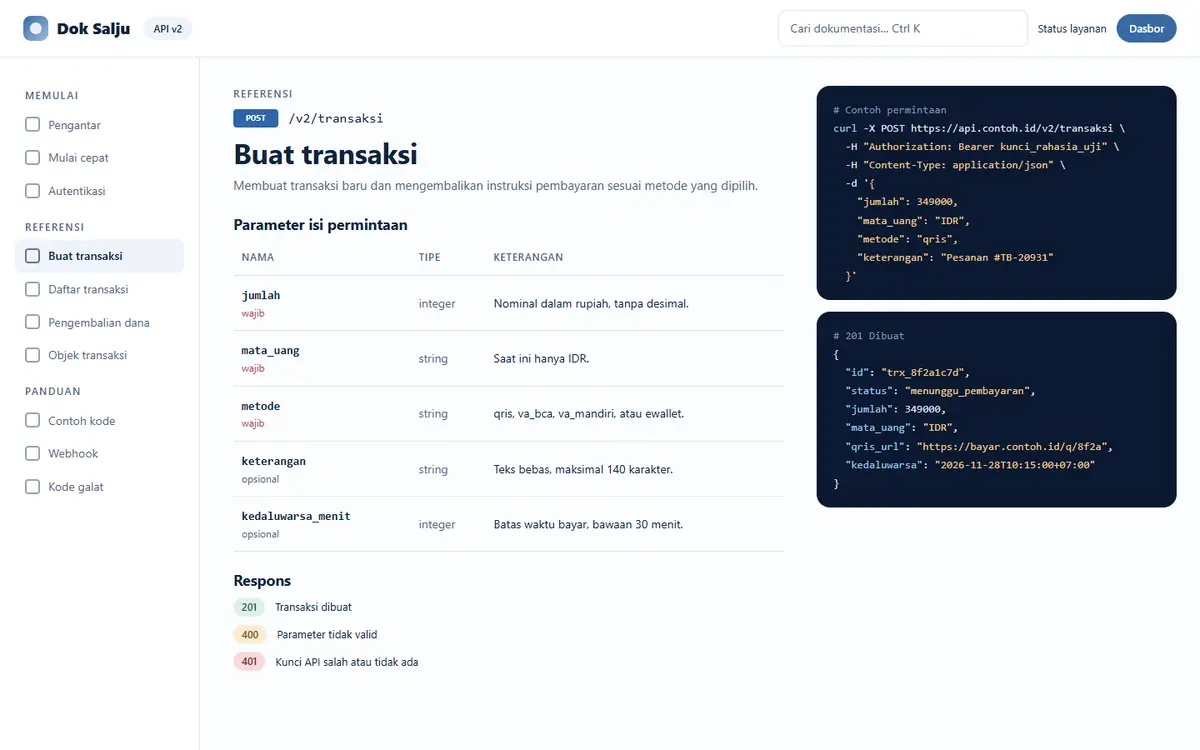 Dok Salju
API v2
Cari dokumentasi... Ctrl K
Status layanan
Dasbor
MEMULAI
Pengantar
Mulai cepat
Autentikasi
REFERENSI
Buat transaksi
Daftar transaksi
Pengembalian dana
Objek transaksi
PANDUAN
Contoh kode
Webhook
Kode galat
REFERENSI
POST /v2/transaksi
Buat transaksi
Membuat transaksi baru dan mengembalikan instruksi pembayaran sesuai metode yang dipilih.
Parameter isi permintaan
NAMA TIPE KETERANGAN
jumlah
wajib
integer
Nominal dalam rupiah, tanpa desimal.
mata_uang
wajib
string
Saat ini hanya IDR.
metode
wajib
string
qris, va_bca, va_mandiri, atau ewallet.
keterangan
opsional
string
Teks bebas, maksimal 140 karakter.
kedaluwarsa_menit
opsional
integer
Batas waktu bayar, bawaan 30 menit.
Respons
201 Transaksi dibuat
400 Parameter tidak valid
401 Kunci API salah atau tidak ada
# Contoh permintaan
curl -X POST https://api.contoh.id/v2/transaksi \
-H "Authorization: Bearer kunci_rahasia_uji" \
-H "Content-Type: application/json" \
-d '{
"jumlah": 349000,
"mata_uang": "IDR",
"metode": "qris",
"keterangan": "Pesanan #TB-20931"
}'
# 201 Dibuat
{
"id": "trx_8f2a1c7d",
"status": "menunggu_pembayaran",
"jumlah": 349000,
"mata_uang": "IDR",
"qris_url": "https://bayar.contoh.id/q/8f2a",
"kedaluwarsa": "2026-11-28T10:15:00+07:00"
}